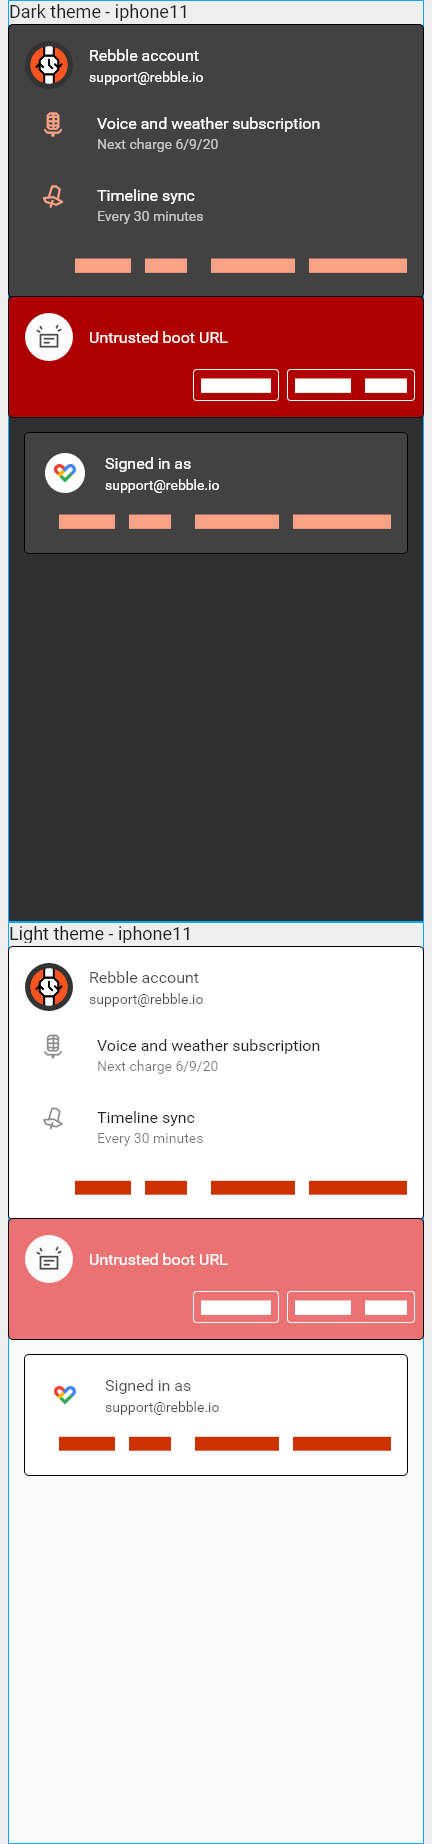 Dark theme - iphone11
Rebble account
support@rebble.io
Voice and weather subscription
Next charge 6/9/20
Timeline sync
Every 30 minutes
Untrusted boot URL
Signed in as
support@rebble.io
Light theme - iphone11
Rebble account
support@rebble.io
Voice and weather subscription
Next charge 6/9/20
Timeline sync
Every 30 minutes
Untrusted boot URL
Signed in as
support@rebble.io